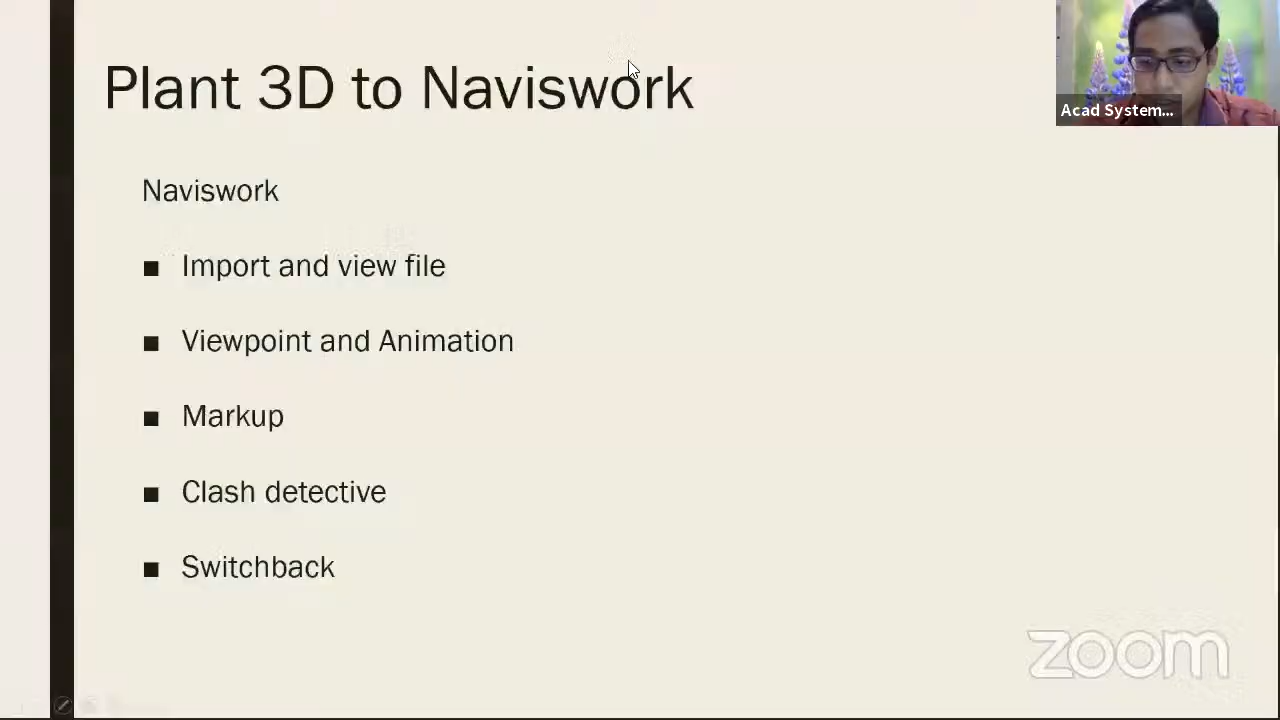 Plant 3D to Naviswork
Acad System...
Naviswork
■ Import and view file
■ Viewpoint and Animation
■ Markup
■ Clash detective
■ Switchback
zoom